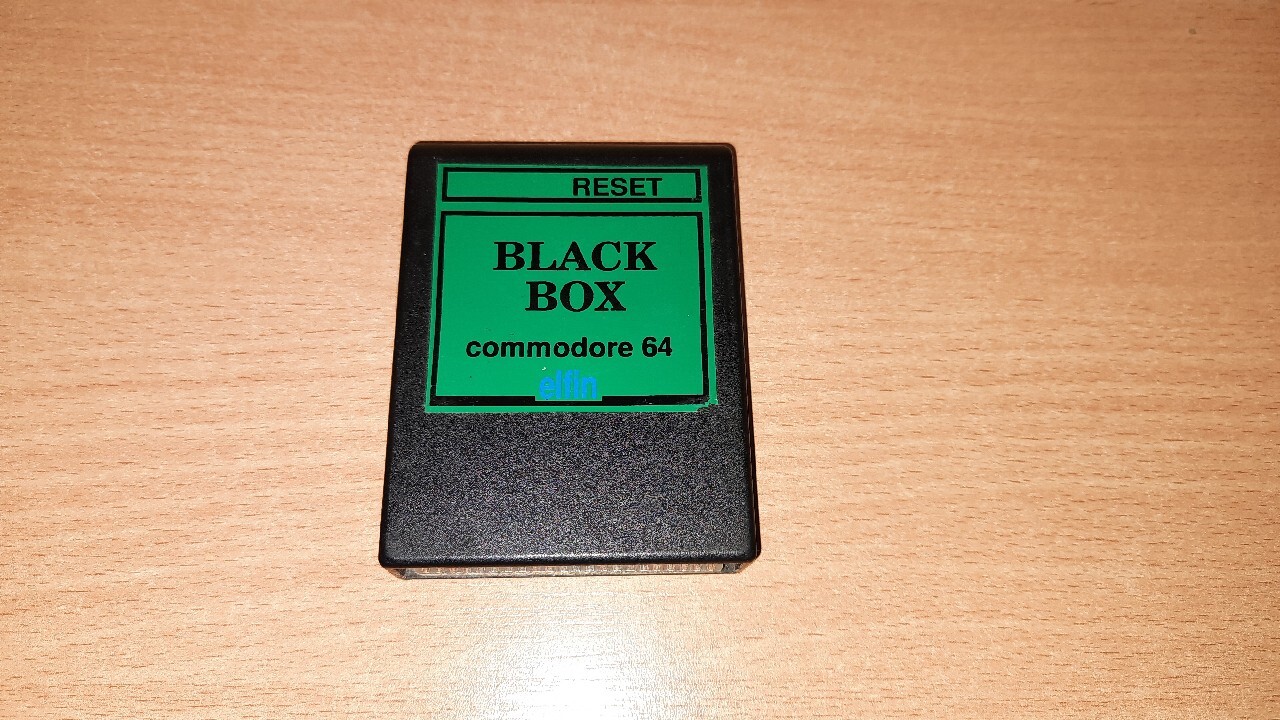 RESET
BLACK
BOX
commodore 64
elfin